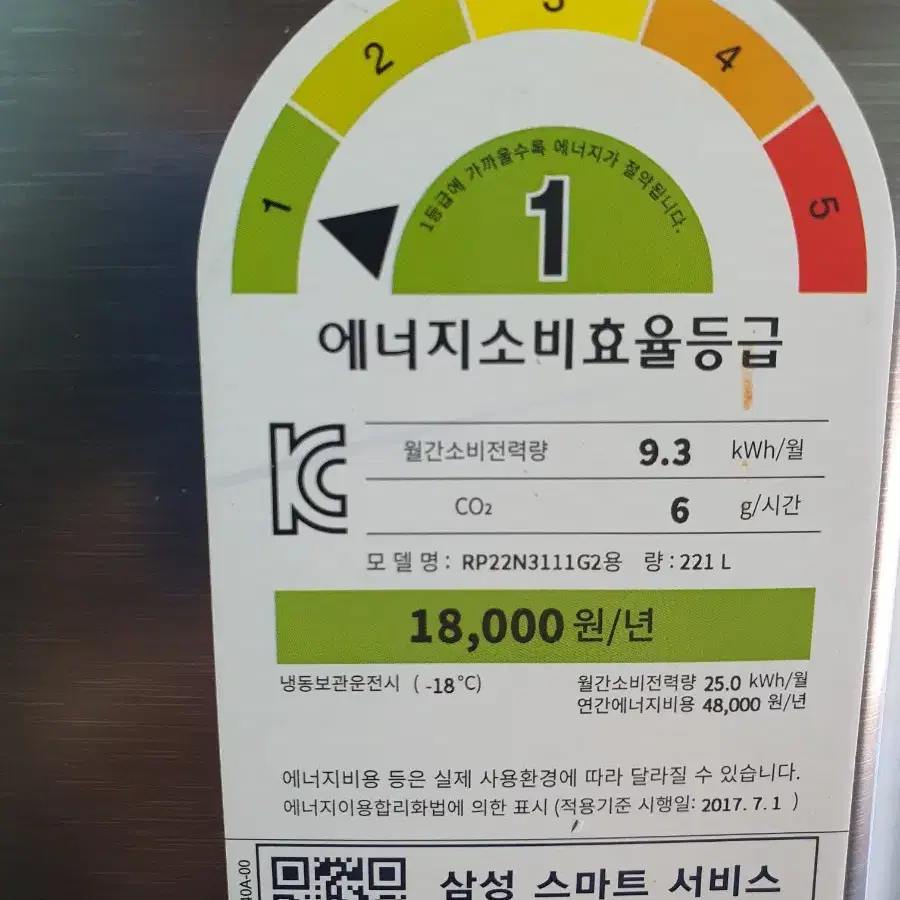 3
2
4
1
5
1등급에 가까울수록 에너지가 절약됩니다.
1
에너지소비효율등급
월간소비전력량 9.3 kWh/월
CO₂ 6 g/시간
모 델 명 : RP22N3111G2용 량 : 221 L
18,000원/년
냉동보관운전시 ( -18℃) 월간소비전력량 25.0 kWh/월
연간에너지비용 48,000 원/년
에너지비용 등은 실제 사용환경에 따라 달라질 수 있습니다.
에너지이용합리화법에 의한 표시 (적용기준 시행일: 2017. 7. 1 )
40A-00
삼성 스마트 서비스